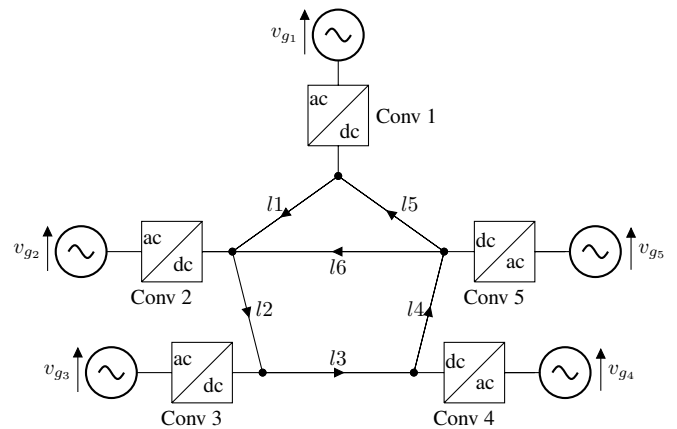 v_{g_1}
ac
dc
Conv 1
l1
l5
v_{g_2}
ac
dc
Conv 2
l6
dc
ac
Conv 5
v_{g_5}
l2
l4
v_{g_3}
ac
dc
Conv 3
l3
dc
ac
Conv 4
v_{g_4}